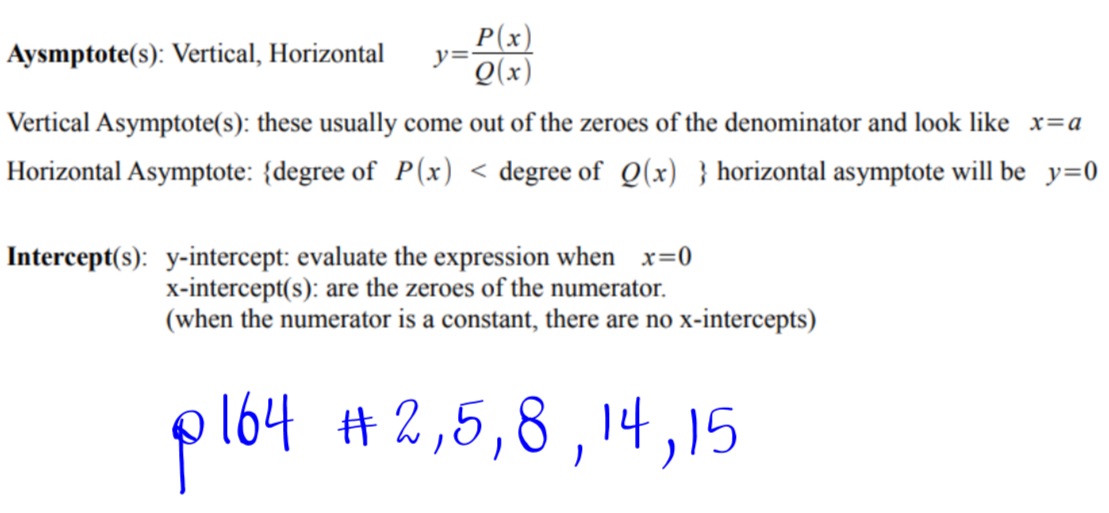 Aysmptote(s): Vertical, Horizontal y=P(x)/Q(x)
Vertical Asymptote(s): these usually come out of the zeroes of the denominator and look like x=a
Horizontal Asymptote: {degree of P(x) < degree of Q(x) } horizontal asymptote will be y=0
Intercept(s): y-intercept: evaluate the expression when x=0
x-intercept(s): are the zeroes of the numerator.
(when the numerator is a constant, there are no x-intercepts)
p164 # 2,5,8,14,15